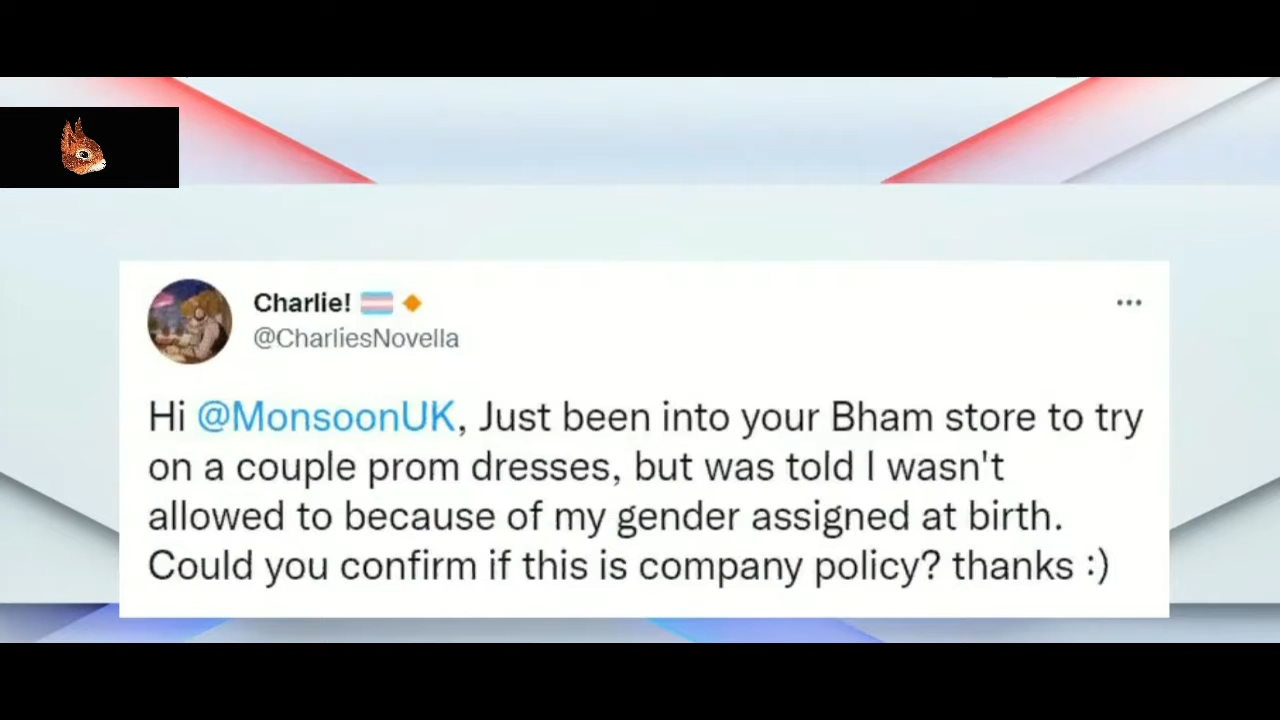 Charlie! 🏳️‍⚧️ 🔸
@CharliesNovella
Hi @MonsoonUK, Just been into your Bham store to try
on a couple prom dresses, but was told I wasn't
allowed to because of my gender assigned at birth.
Could you confirm if this is company policy? thanks :)